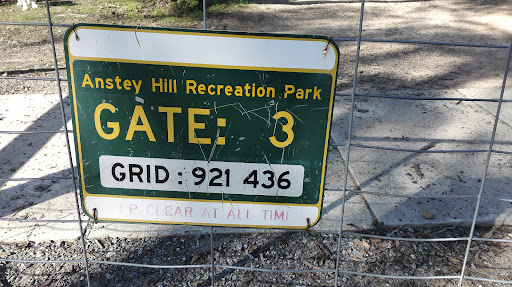 Anstey Hill Recreation Park
GATE: 3
GRID: 921 436
CLEAR AT ALL